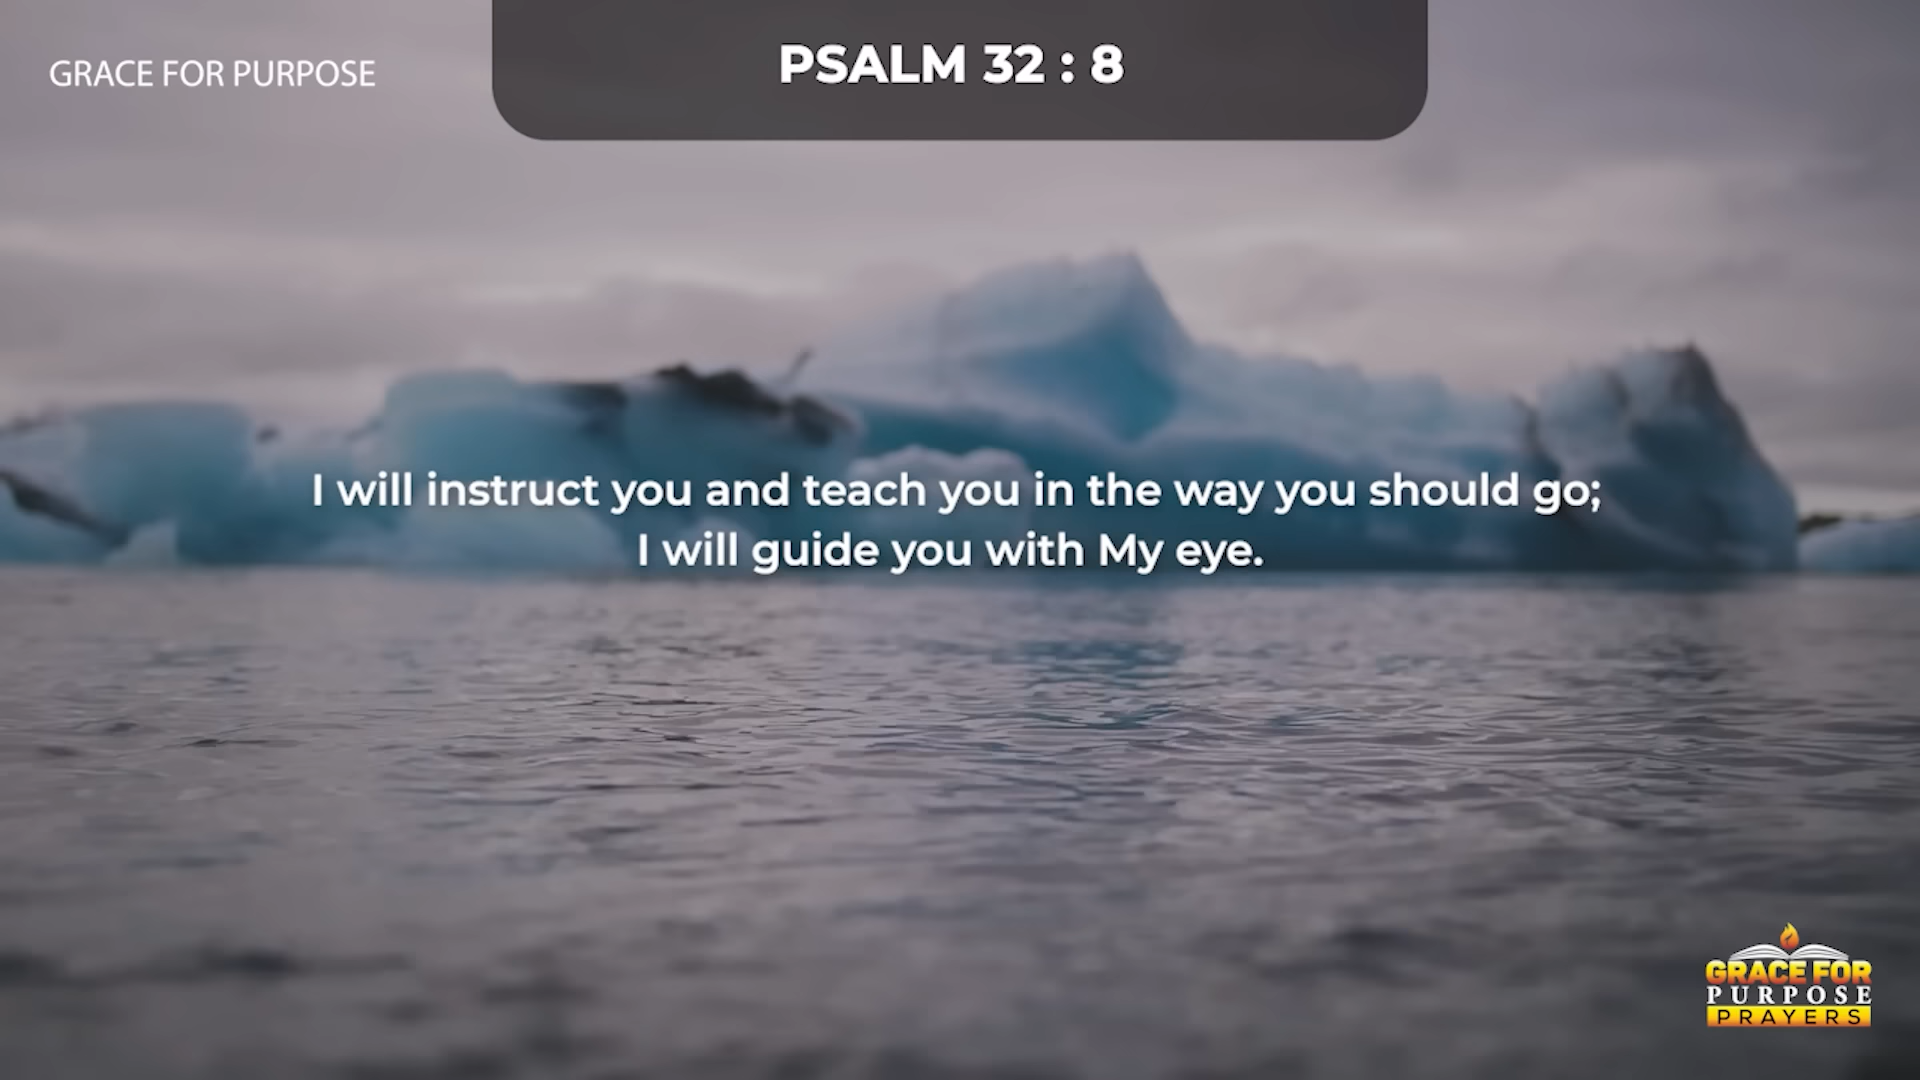 GRACE FOR PURPOSE
PSALM 32 : 8
I will instruct you and teach you in the way you should go;
I will guide you with My eye.
GRACE FOR
PURPOSE
PRAYERS